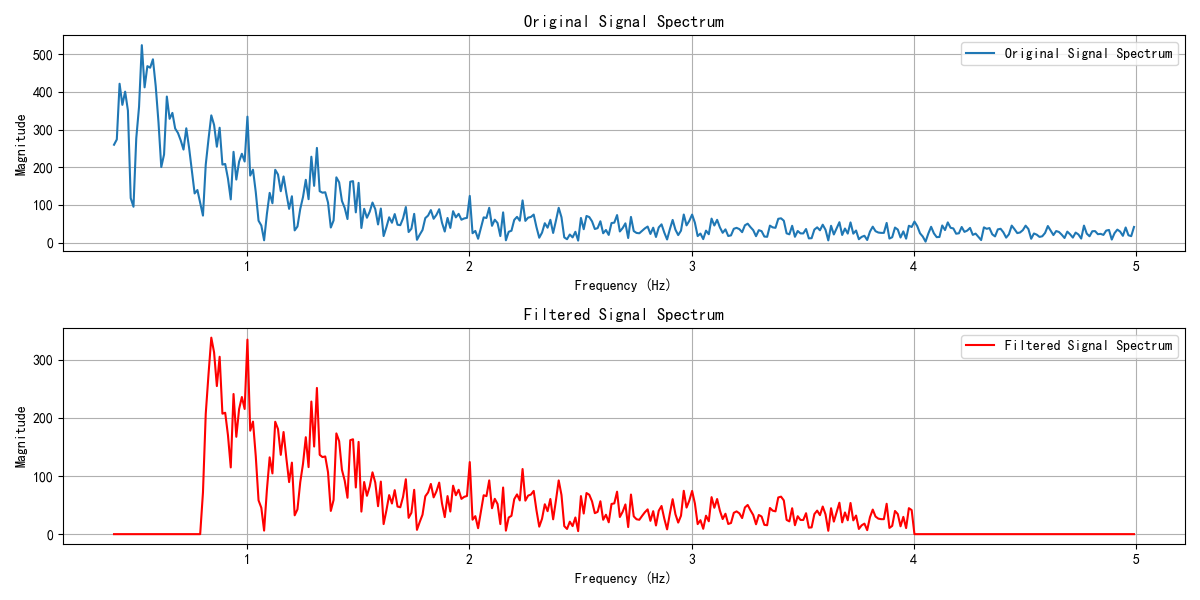 Original Signal Spectrum
500
400
300
200
100
0
Magnitude
Original Signal Spectrum
1 2 3 4 5
Frequency (Hz)
Filtered Signal Spectrum
300
200
100
0
Magnitude
Filtered Signal Spectrum
1 2 3 4 5
Frequency (Hz)